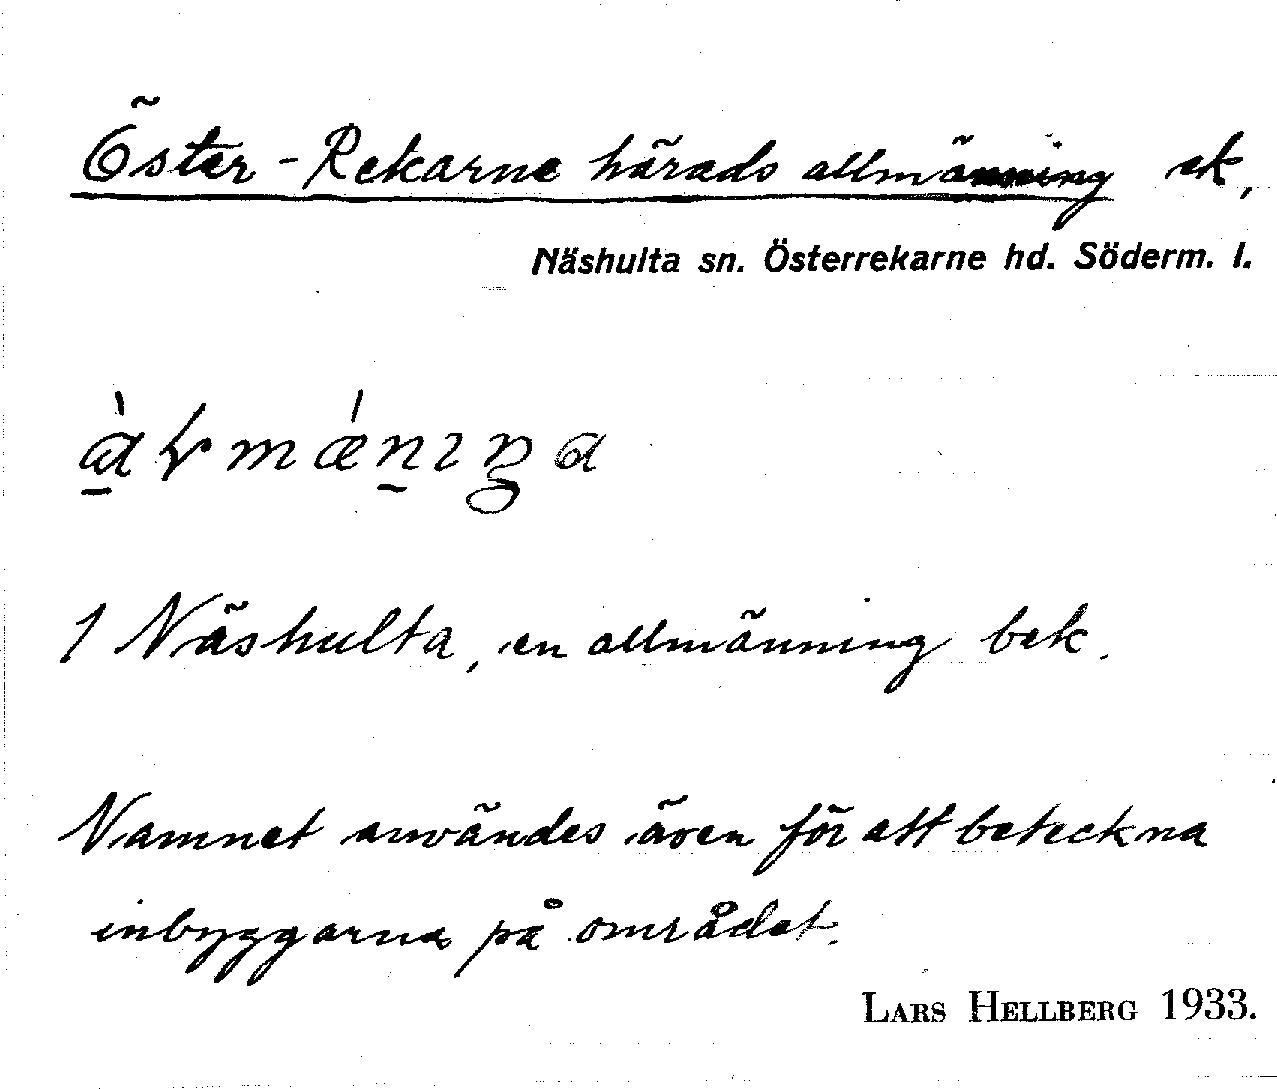 Öster-Rekarne härads allmänning ek,
Näshulta sn. Österrekarne hd. Söderm. l.
1 Näshulta, en allmänning bek.
Namnet användes även för att beteckna
inbyggarna på området.
LARS HELLBERG 1933.